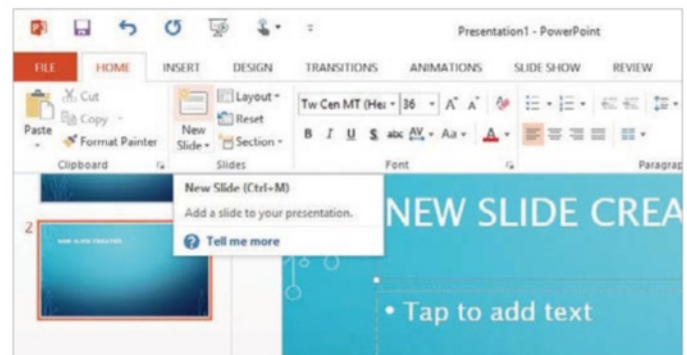 Presentation1 - PowerPoint
FILE HOME INSERT DESIGN TRANSITIONS ANIMATIONS SLIDE SHOW REVIEW
Paste
Cut
Copy
Format Painter
Clipboard
New
Slide
Layout
Reset
Section
Slides
Tw Cen MT (Hea 36 A A
B I U S abc AV Aa A
Font
Paragrap
New Slide (Ctrl+M)
Add a slide to your presentation.
Tell me more
2
NEW SLIDE CREATED
NEW SLIDE CREA
• Tap to add text